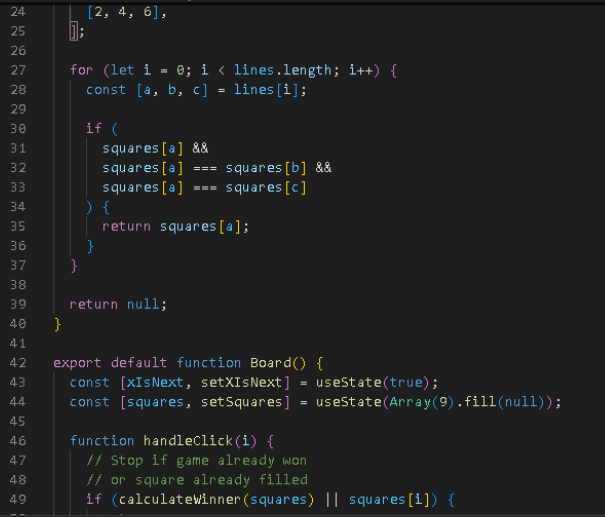 24 [2, 4, 6],
25 ];
26
27 for (let i = 0; i < lines.length; i++) {
28 const [a, b, c] = lines[i];
29
30 if (
31 squares[a] &&
32 squares[a] === squares[b] &&
33 squares[a] === squares[c]
34 ) {
35 return squares[a];
36 }
37 }
38
39 return null;
40 }
41
42 export default function Board() {
43 const [xIsNext, setXIsNext] = useState(true);
44 const [squares, setSquares] = useState(Array(9).fill(null));
45
46 function handleClick(i) {
47 // Stop if game already won
48 // or square already filled
49 if (calculateWinner(squares) || squares[i]) {